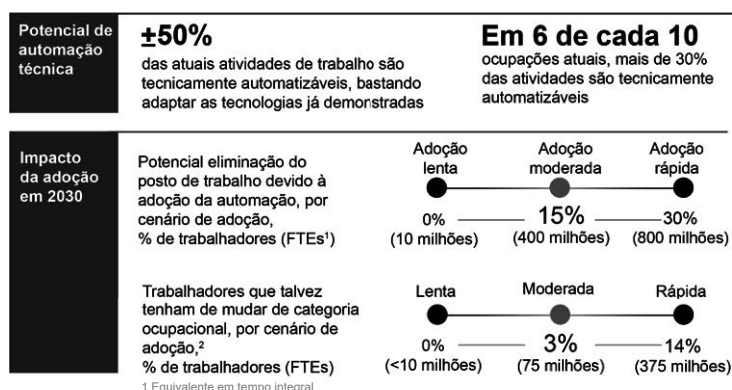 Potencial de
automação
técnica
±50%
das atuais atividades de trabalho são
tecnicamente automatizáveis, bastando
adaptar as tecnologias já demonstradas
Em 6 de cada 10
ocupações atuais, mais de 30%
das atividades são tecnicamente
automatizáveis
Impacto
da adoção
em 2030
Potencial eliminação do
posto de trabalho devido à
adoção da automação, por
cenário de adoção,
% de trabalhadores (FTEs¹)
Adoção
lenta
Adoção
moderada
Adoção
rápida
0%
15%
30%
(10 milhões)
(400 milhões)
(800 milhões)
Trabalhadores que talvez
tenham de mudar de categoria
ocupacional, por cenário de
adoção,²
% de trabalhadores (FTEs)
Lenta
Moderada
Rápida
0%
3%
14%
(<10 milhões)
(75 milhões)
(375 milhões)
1 Equivalente em tempo integral